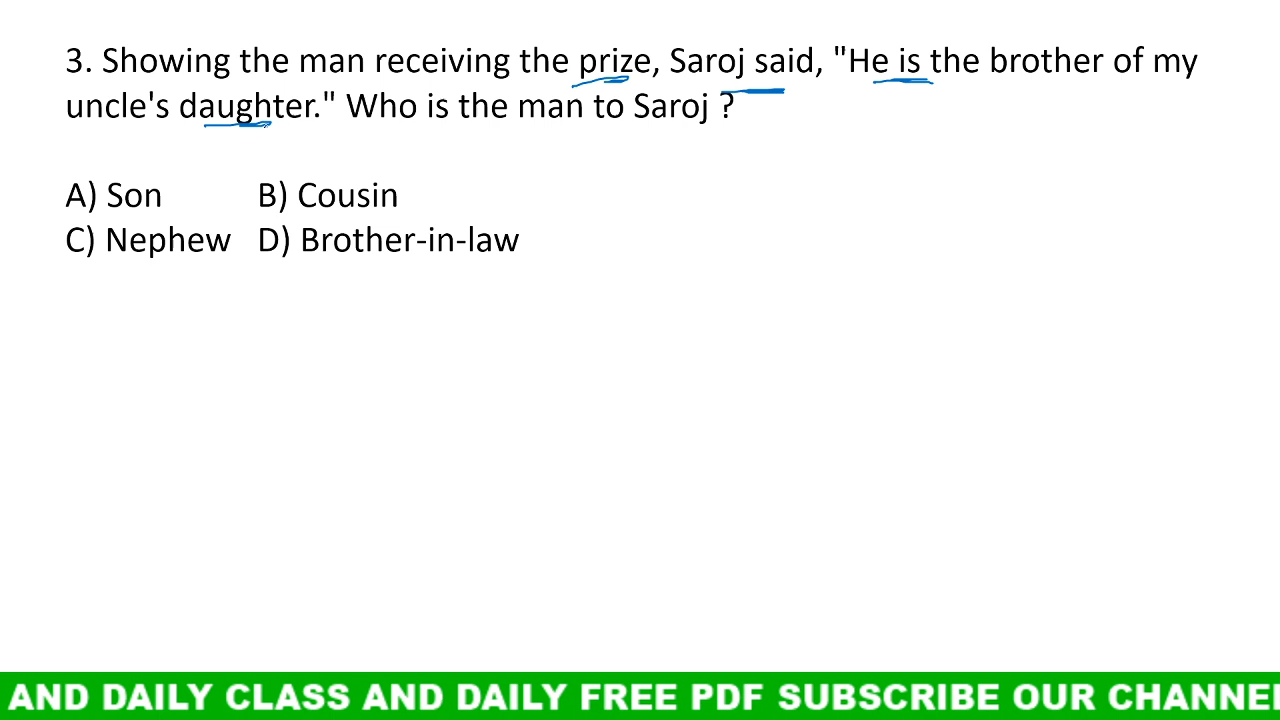 3. Showing the man receiving the prize, Saroj said, "He is the brother of my
uncle's daughter." Who is the man to Saroj ?
A) Son B) Cousin
C) Nephew D) Brother-in-law
AND DAILY CLASS AND DAILY FREE PDF SUBSCRIBE OUR CHANNE